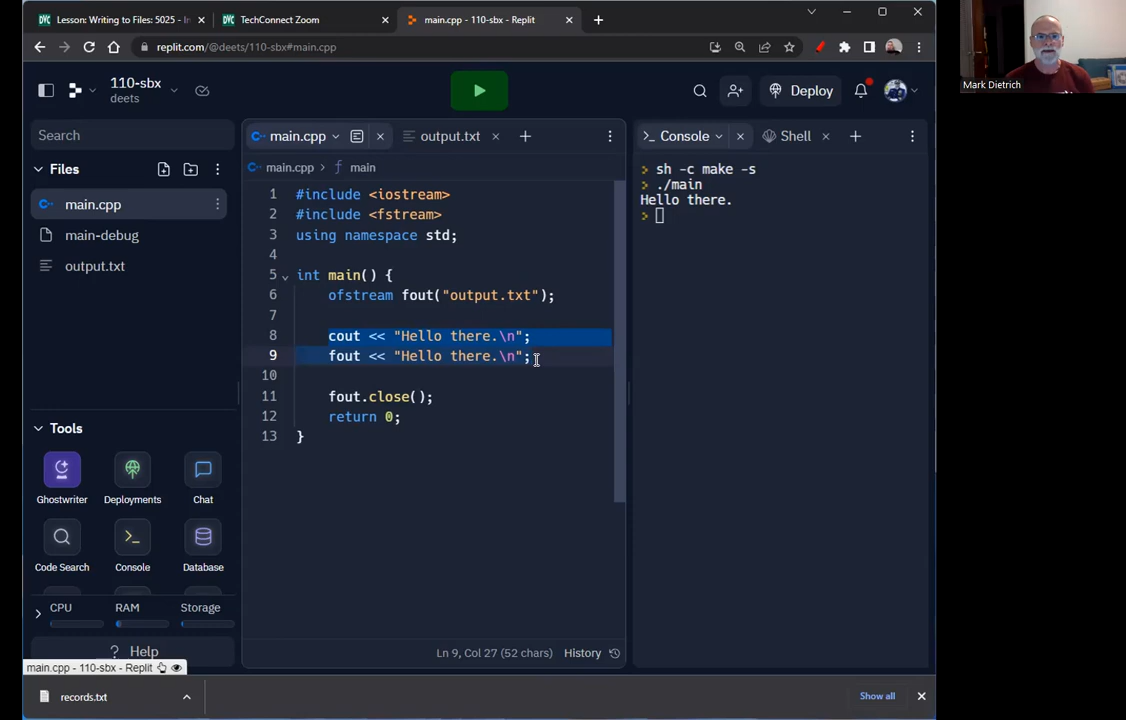 Lesson: Writing to Files: 5025 - In
TechConnect Zoom
main.cpp - 110-sbx - Replit
replit.com/@deets/110-sbx#main.cpp
Mark Dietrich
110-sbx
deets
Deploy
Search
Files
main.cpp
main-debug
output.txt
Tools
Ghostwriter
Deployments
Chat
Code Search
Console
Database
CPU
RAM
Storage
? Help
main.cpp - 110-sbx - Replit
main.cpp
output.txt
main.cpp > main
1 #include <iostream>
2 #include <fstream>
3 using namespace std;
4
5 int main() {
6 ofstream fout("output.txt");
7
8 cout << "Hello there.\n";
9 fout << "Hello there.\n";
10
11 fout.close();
12 return 0;
13 }
Ln 9, Col 27 (52 chars)
History
>_ Console
Shell
> sh -c make -s
> ./main
Hello there.
>
records.txt
Show all